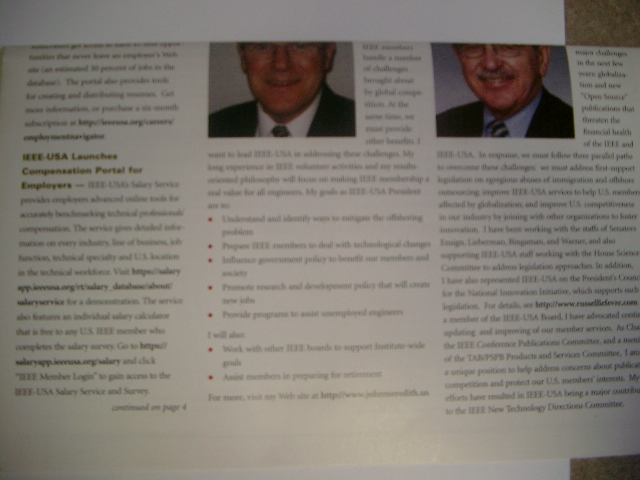 tunities that never have an employer's Web
site (an estimated 30 percent of jobs in the
database). The portal also provides tools
for creating and distributing resumes. Get
more information, or purchase a six-month
subscription at http://ieeeusa.org/careers/
employmentnavigator.
IEEE-USA Launches
Compensation Portal for
Employers — IEEE-USA's Salary Service
provides employers advanced online tools for
accurately benchmarking technical professionals'
compensation. The service gives detailed infor-
mation on every industry, line of business, job
function, technical specialty and U.S. location
in the technical workforce. Visit https://salary
app.ieeeusa.org/rt/salary_database/about/
salaryservice for a demonstration. The service
also features an individual salary calculator
that is free to any U.S. IEEE member who
completes the salary survey. Go to https://
salaryapp.ieeeusa.org/salary and click
"IEEE Member Login" to gain access to the
IEEE-USA Salary Service and Survey.
continued on page 4
IEEE members
handle a number
of challenges
brought about
by global compe-
tition. At the
same time, we
must provide
other benefits. I
want to lead IEEE-USA in addressing these challenges. My
long experience in IEEE volunteer activities and my results-
oriented philosophy will focus on making IEEE membership a
real value for all engineers. My goals as IEEE-USA President
are to:
• Understand and identify ways to mitigate the offshoring
problem
• Prepare IEEE members to deal with technological changes
• Influence government policy to benefit our members and
society
• Promote research and development policy that will create
new jobs
• Provide programs to assist unemployed engineers
I will also:
• Work with other IEEE boards to support Institute-wide
goals
• Assist members in preparing for retirement
For more, visit my Web site at http://www.johnmeredith.us
major challenges
in the next few
years: globaliza-
tion and new
"Open Source"
publications that
threaten the
financial health
of the IEEE and
IEEE-USA. In response, we must follow three parallel paths
to overcome these challenges: we must address first-support
legislation on egregious abuses of immigration and offshore
outsourcing; improve IEEE-USA services to help U.S. members
affected by globalization; and improve U.S. competitiveness
in our industry by joining with other organizations to foster
innovation. I have been working with the staffs of Senators
Ensign, Lieberman, Bingaman, and Warner, and also
supporting IEEE-USA staff working with the House Science
Committee to address legislation approaches. In addition,
I have also represented IEEE-USA on the President's Council
for the National Innovation Initiative, which supports such
legislation. For details, see http://www.russelllefevre.com
a member of the IEEE-USA Board, I have advocated
updating and improving of our member services. As
the IEEE Conference Publications Committee, and a
of the TAB/PSPB Products and Services Committee, I am
a unique position to help address concerns about
competition and protect our U.S. members' interests. My
efforts have resulted in IEEE-USA being a major
to the IEEE New Technology Directions Committee.